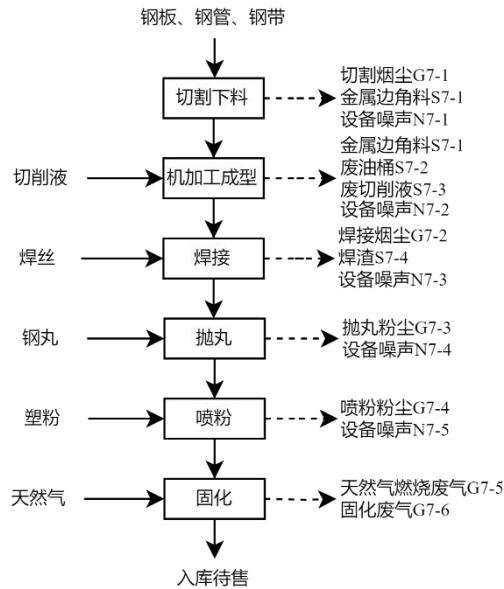 钢板、钢管、钢带
切割下料
切割烟尘G7-1
金属边角料S7-1
设备噪声N7-1
切削液
机加工成型
金属边角料S7-1
废油桶S7-2
废切削液S7-3
设备噪声N7-2
焊丝
焊接
焊接烟尘G7-2
焊渣S7-4
设备噪声N7-3
钢丸
抛丸
抛丸粉尘G7-3
设备噪声N7-4
塑粉
喷粉
喷粉粉尘G7-4
设备噪声N7-5
天然气
固化
天然气燃烧废气G7-5
固化废气G7-6
入库待售